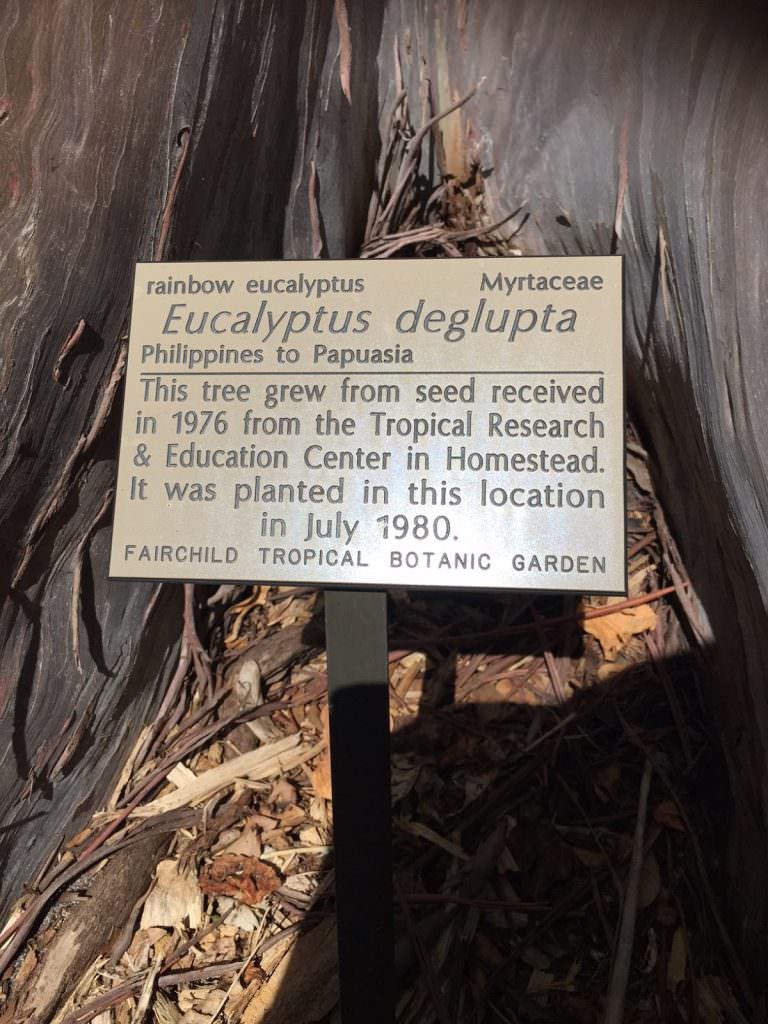 rainbow eucalyptus Myrtaceae
Eucalyptus deglupta
Philippines to Papuasia
This tree grew from seed received
in 1976 from the Tropical Research
& Education Center in Homestead.
It was planted in this location
in July 1980.
FAIRCHILD TROPICAL BOTANIC GARDEN